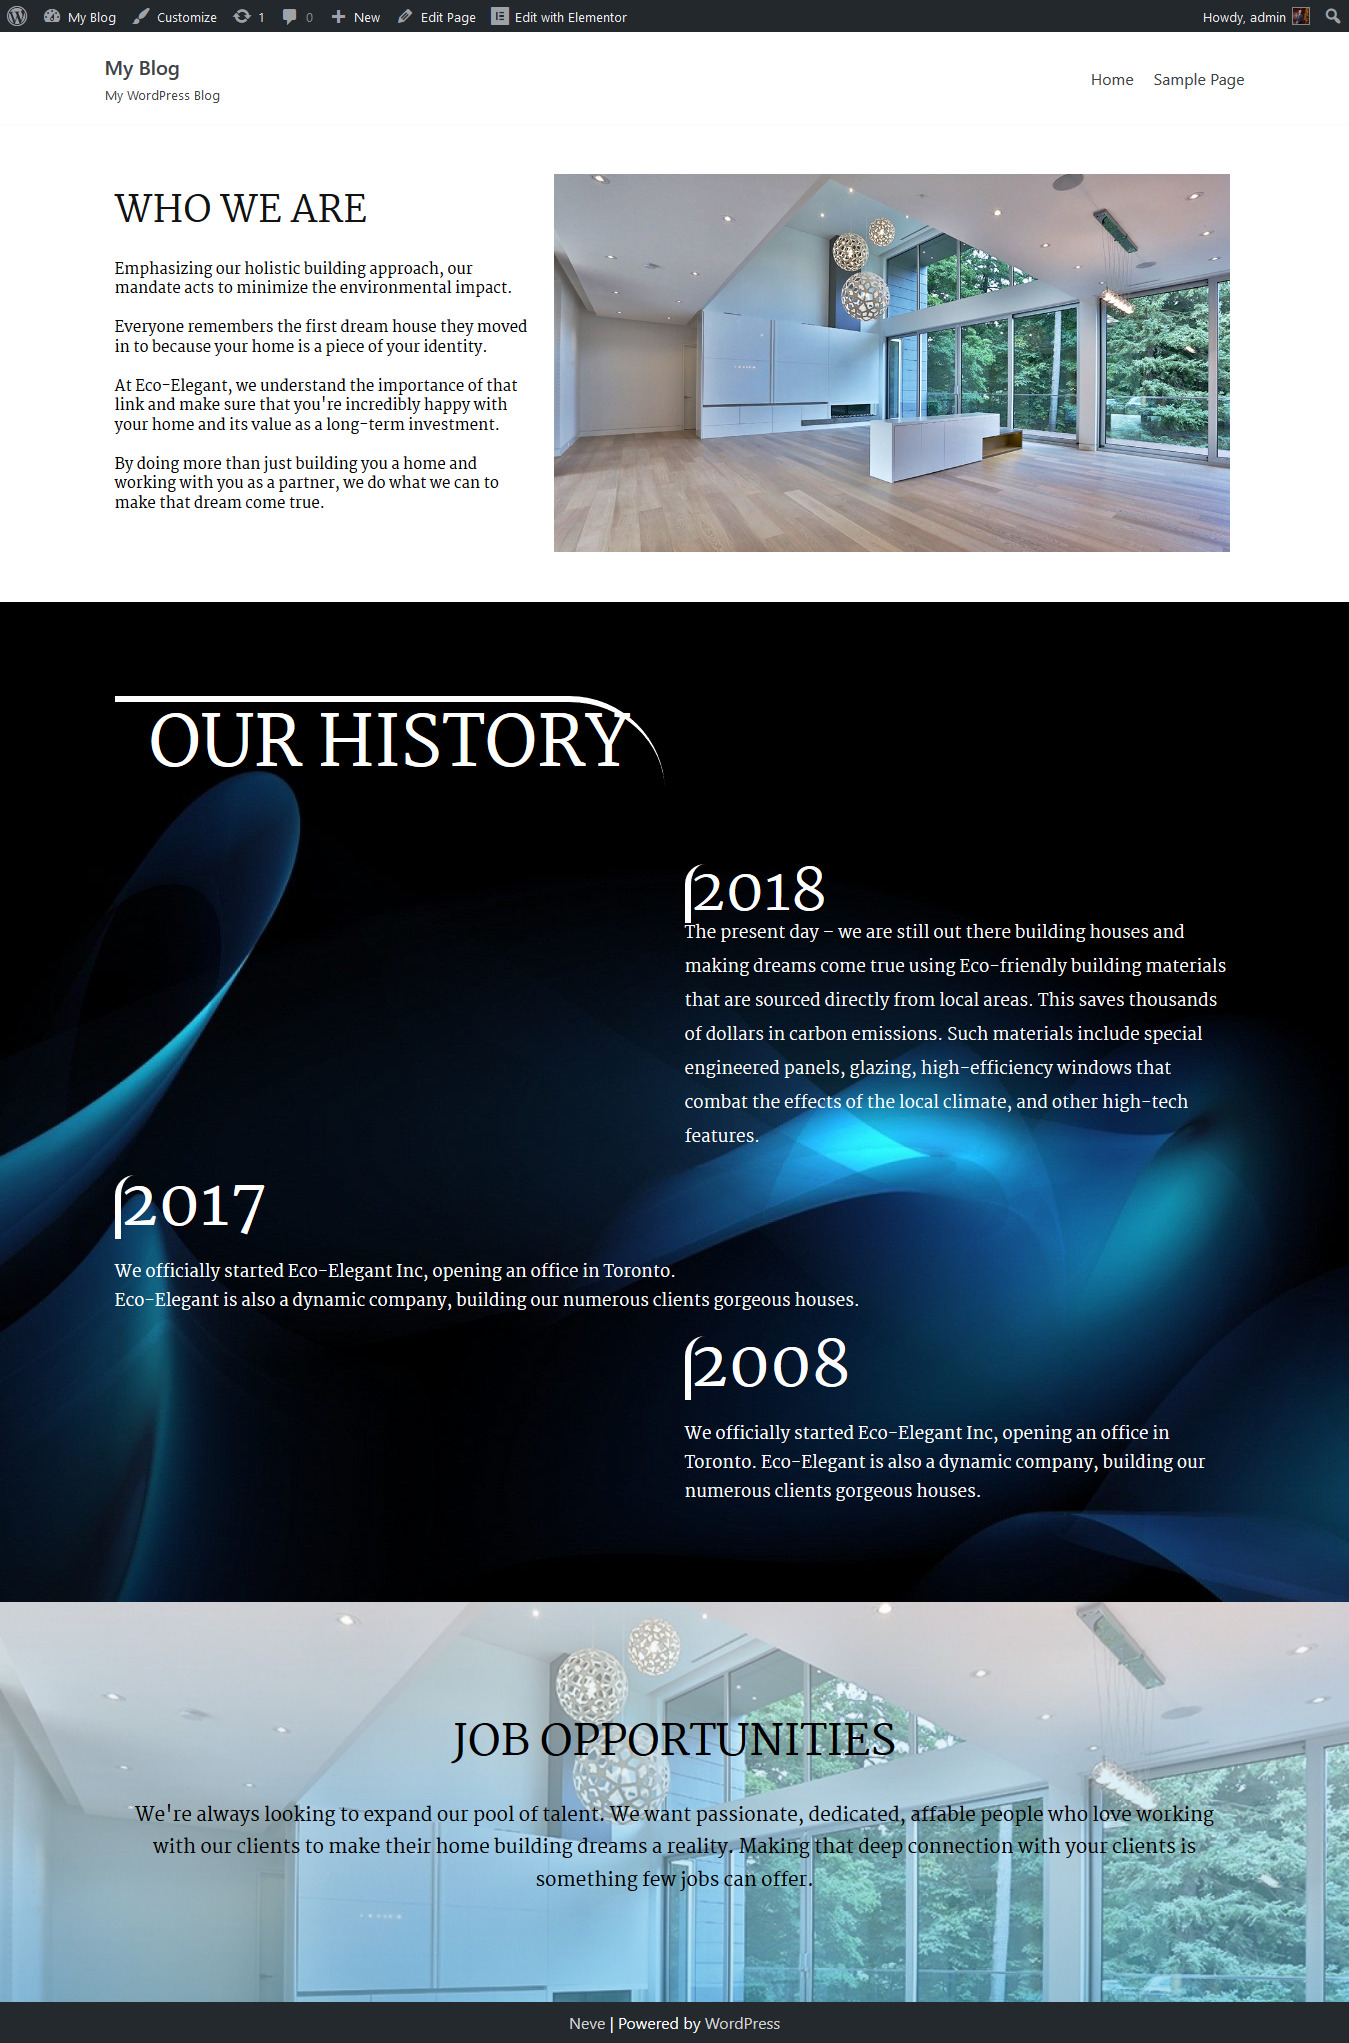 My Blog
Customize
1
0
New
Edit Page
Edit with Elementor
Howdy, admin
My Blog
My WordPress Blog
Home
Sample Page
WHO WE ARE
Emphasizing our holistic building approach, our
mandate acts to minimize the environmental impact.
Everyone remembers the first dream house they moved
in to because your home is a piece of your identity.
At Eco-Elegant, we understand the importance of that
link and make sure that you're incredibly happy with
your home and its value as a long-term investment.
By doing more than just building you a home and
working with you as a partner, we do what we can to
make that dream come true.
OUR HISTORY
2018
The present day – we are still out there building houses and
making dreams come true using Eco-friendly building materials
that are sourced directly from local areas. This saves thousands
of dollars in carbon emissions. Such materials include special
engineered panels, glazing, high-efficiency windows that
combat the effects of the local climate, and other high-tech
features.
2017
We officially started Eco-Elegant Inc, opening an office in Toronto.
Eco-Elegant is also a dynamic company, building our numerous clients gorgeous houses.
2008
We officially started Eco-Elegant Inc, opening an office in
Toronto. Eco-Elegant is also a dynamic company, building our
numerous clients gorgeous houses.
JOB OPPORTUNITIES
We're always looking to expand our pool of talent. We want passionate, dedicated, affable people who love working
with our clients to make their home building dreams a reality. Making that deep connection with your clients is
something few jobs can offer.
Neve | Powered by WordPress